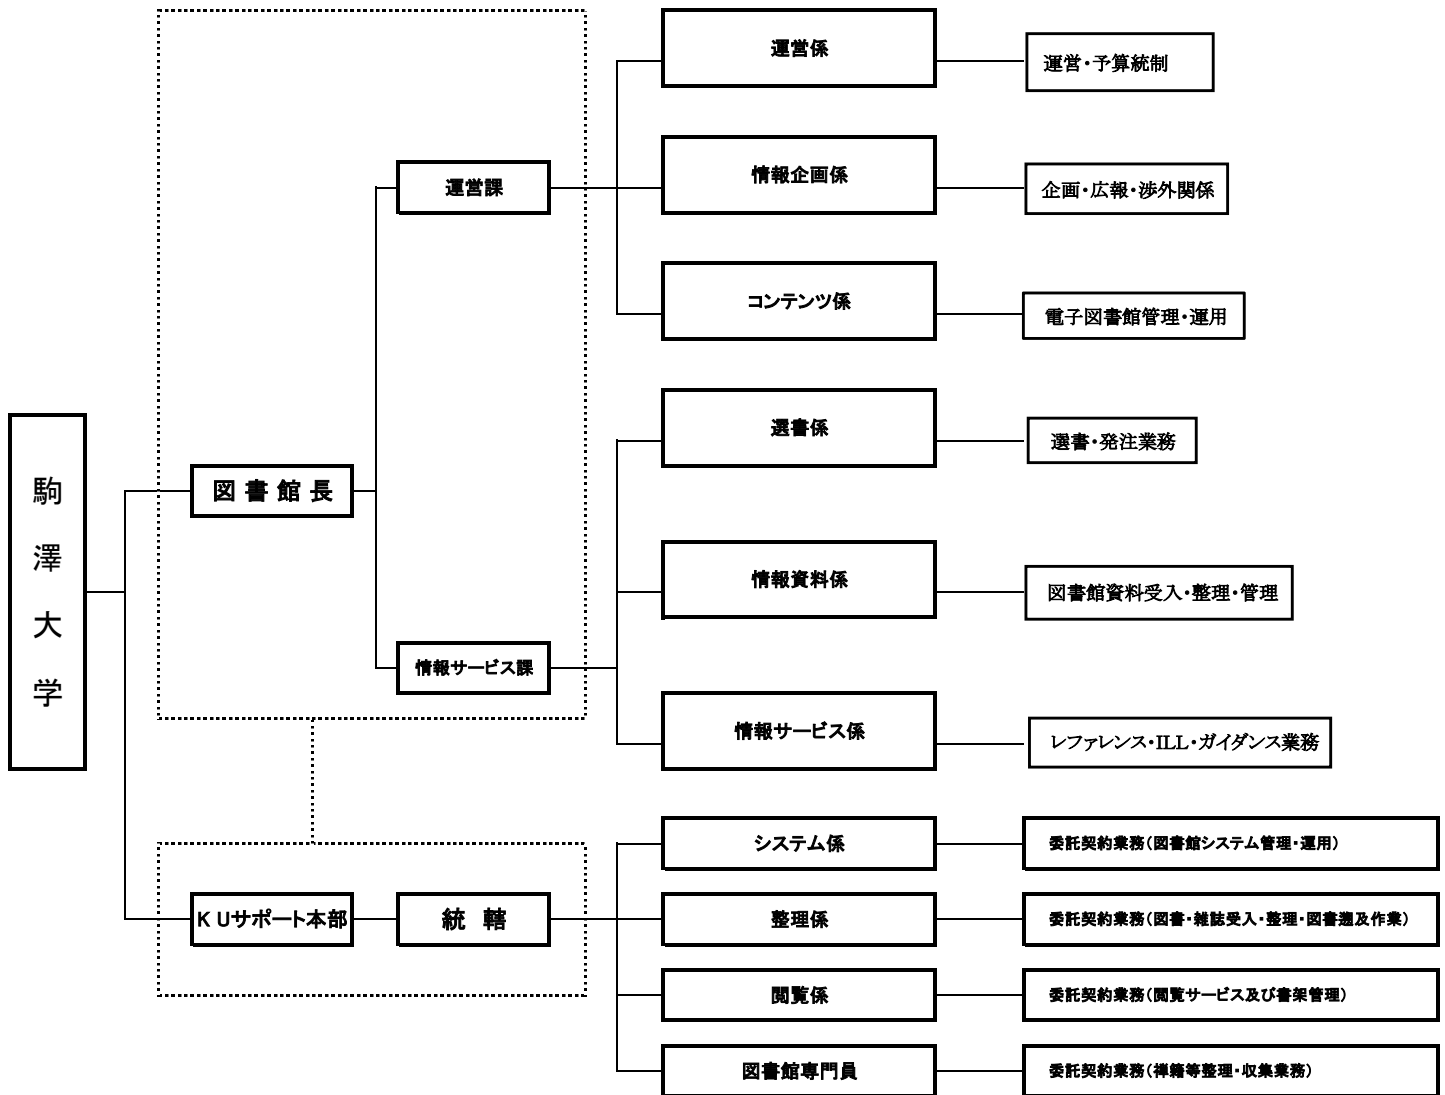 駒澤大学
図書館長
運営課
運営係
運営・予算統制
情報企画係
企画・広報・渉外関係
コンテンツ係
電子図書館管理・運用
情報サービス課
選書係
選書・発注業務
情報資料係
図書館資料受入・整理・管理
情報サービス係
レファレンス・ILL・ガイダンス業務
KUサポート本部
統轄
システム係
委託契約業務(図書館システム管理・運用)
整理係
委託契約業務(図書・雑誌受入・整理・図書遡及作業)
閲覧係
委託契約業務(閲覧サービス及び書架管理)
図書館専門員
委託契約業務(禅籍等整理・収集業務)